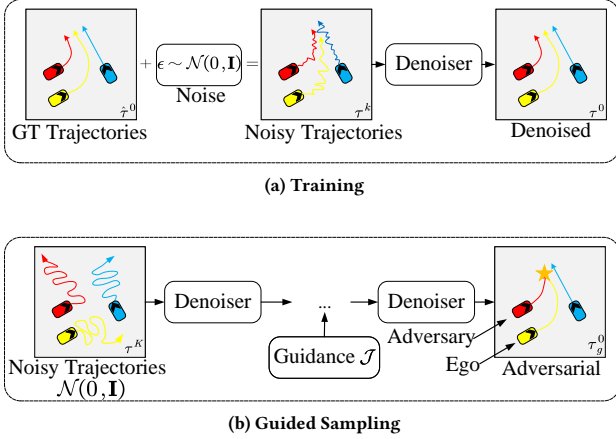 + ϵ ∼ 𝒩(0, I) =
Denoiser
τ̂⁰
τᵏ
τ⁰
Noise
GT Trajectories
Noisy Trajectories
Denoised
(a) Training
Denoiser
...
Denoiser
τᴷ
Adversary
Guidance 𝒥
Ego
τ_g⁰
Noisy Trajectories
𝒩(0, I)
Adversarial
(b) Guided Sampling